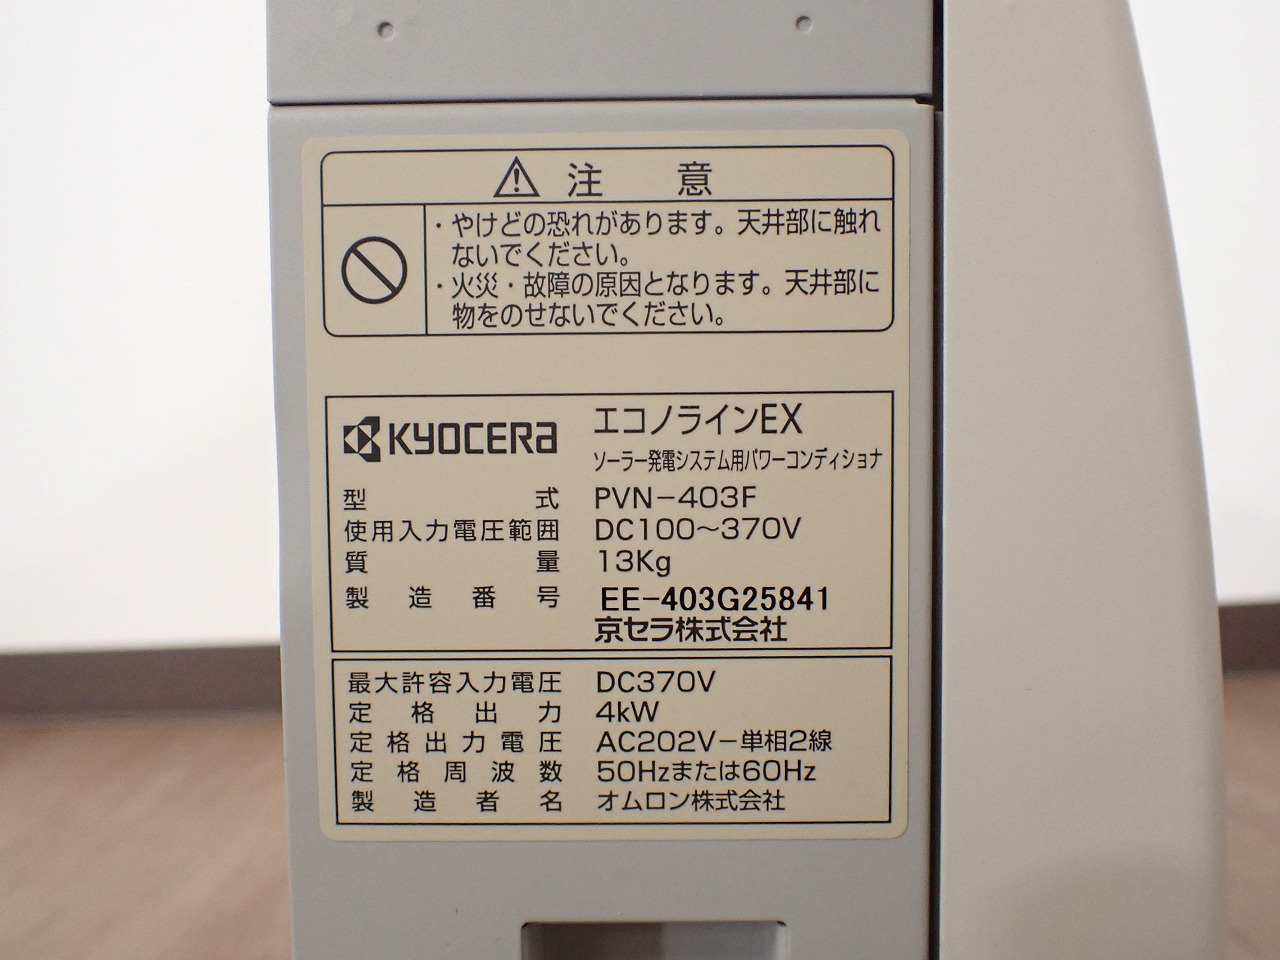 注意
・やけどの恐れがあります。天井部に触れ
ないでください。
・火災・故障の原因となります。天井部に
物をのせないでください。
KYOCERA エコノラインEX
ソーラー発電システム用パワーコンディショナ
型式 PVN-403F
使用入力電圧範囲 DC100～370V
質量 13Kg
製造番号 EE-403G25841
京セラ株式会社
最大許容入力電圧 DC370V
定格出力 4kW
定格出力電圧 AC202V-単相2線
定格周波数 50Hzまたは60Hz
製造者名 オムロン株式会社